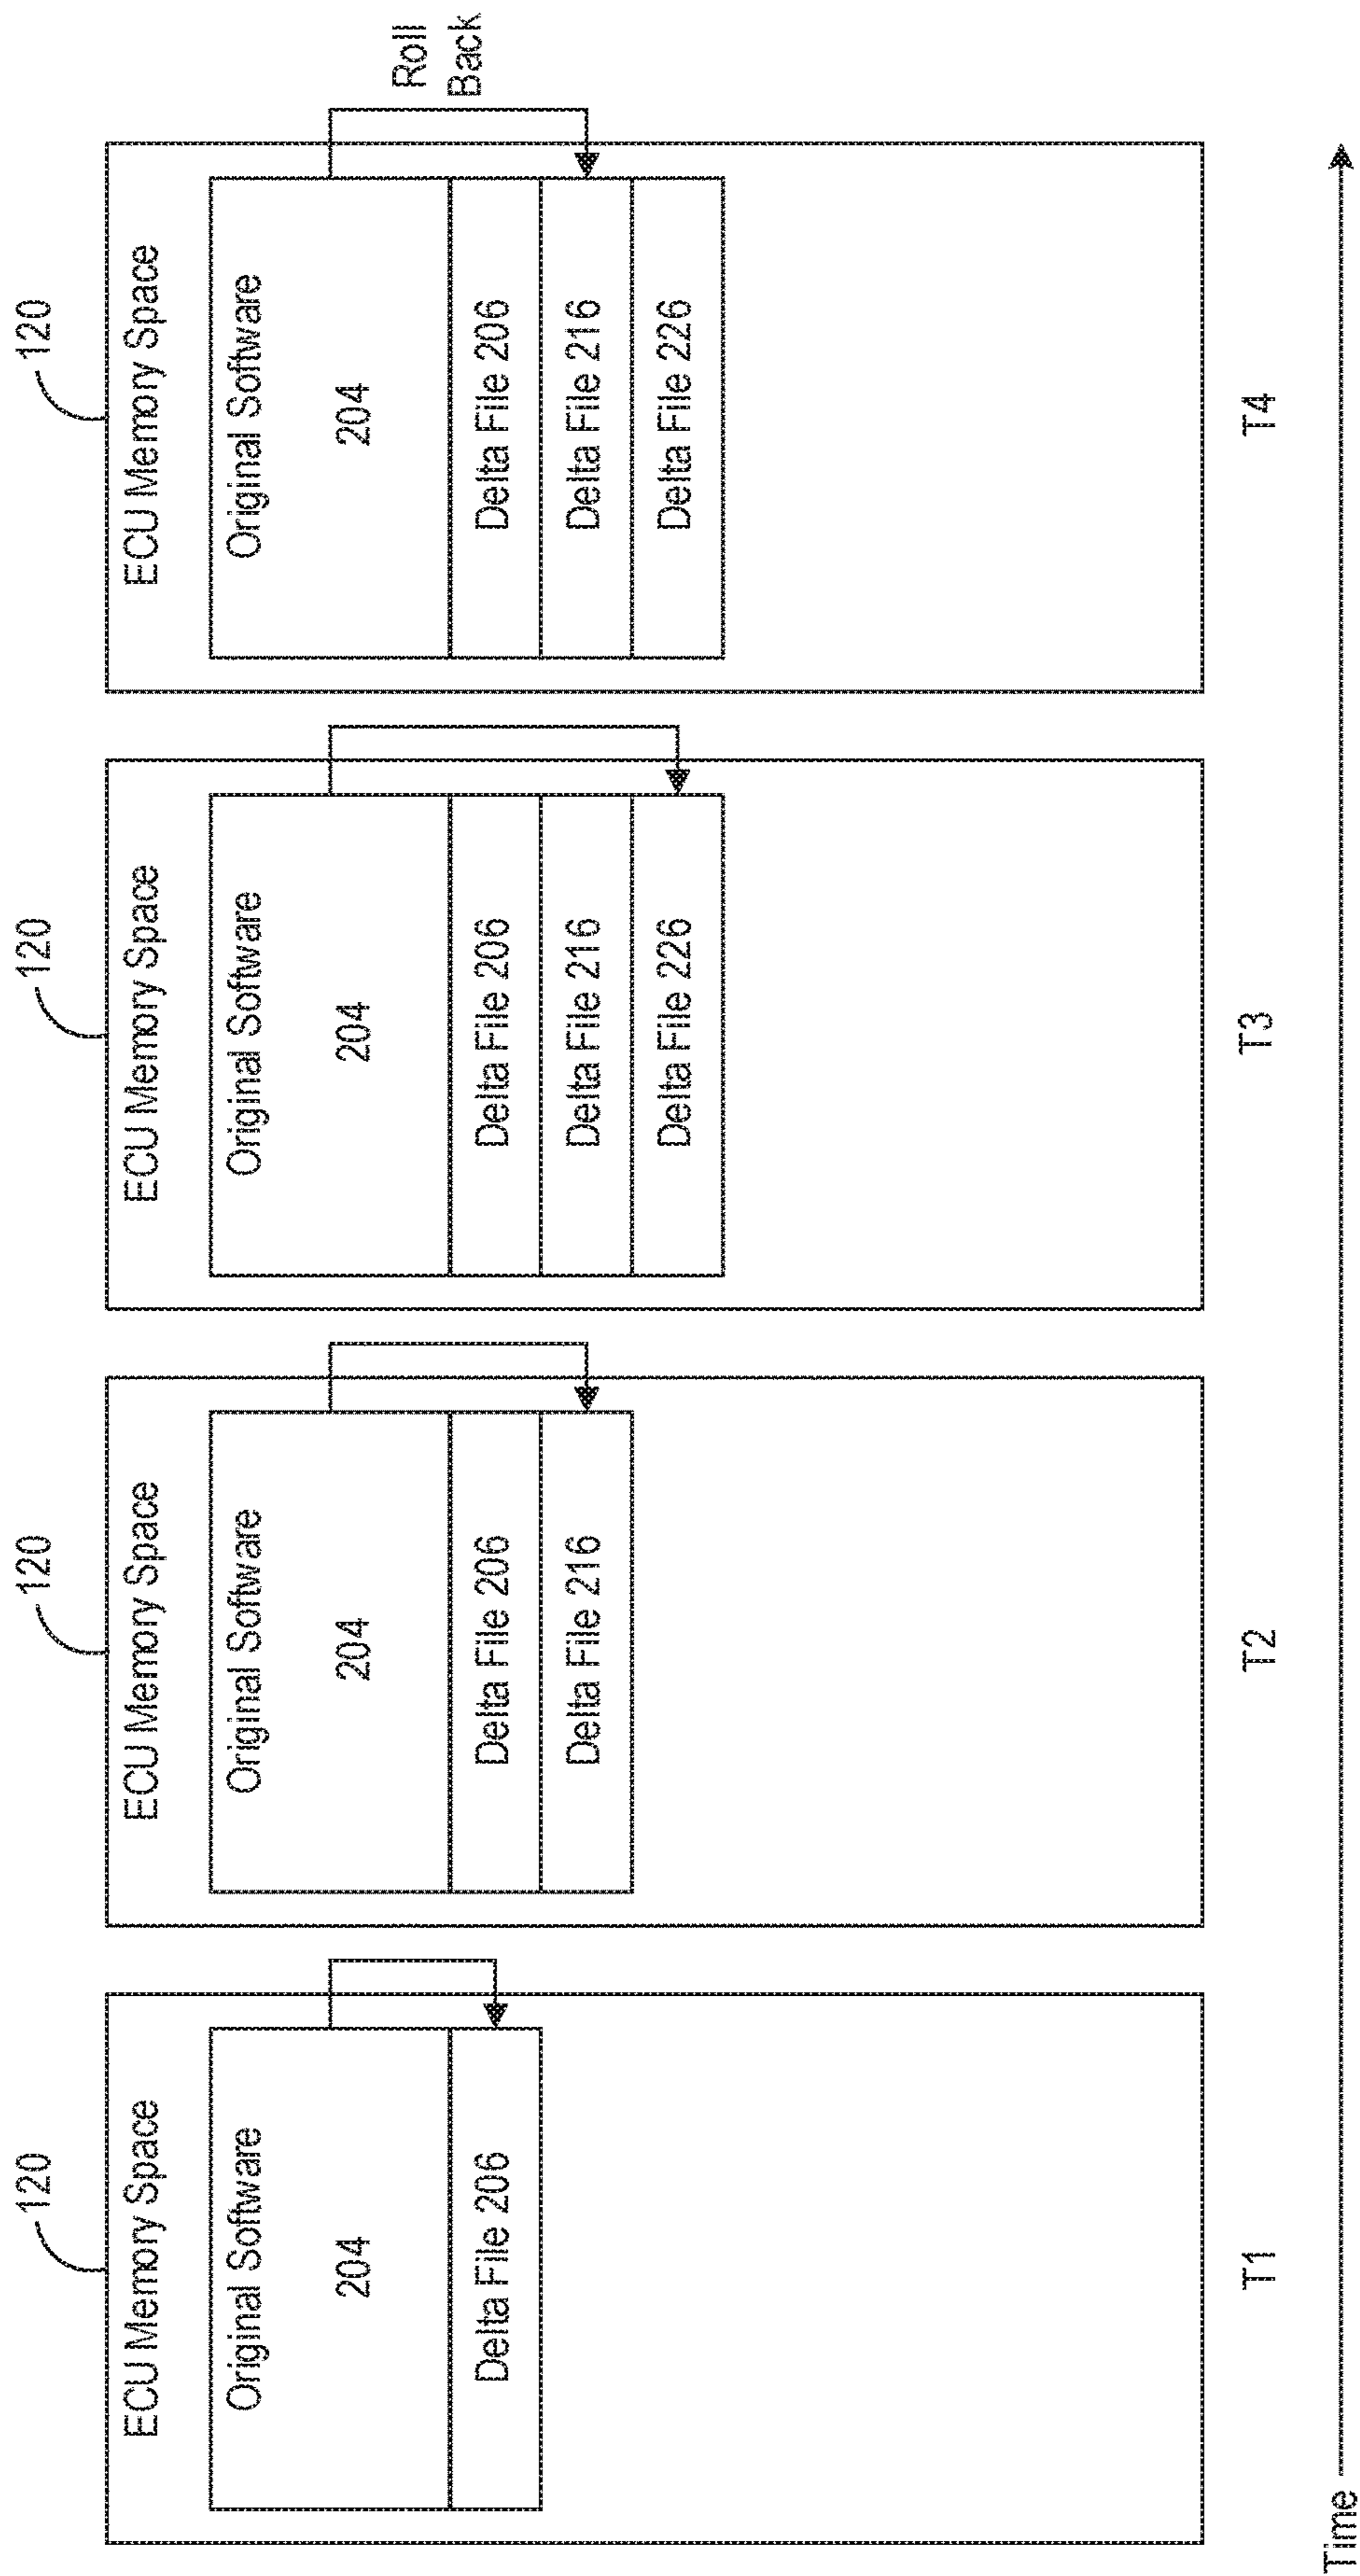 120
ECU Memory Space
Original Software
204
Delta File 206
T1
120
ECU Memory Space
Original Software
204
Delta File 206
Delta File 216
T2
120
ECU Memory Space
Original Software
204
Delta File 206
Delta File 216
Delta File 226
T3
120
ECU Memory Space
Original Software
204
Delta File 206
Delta File 216
Delta File 226
T4
Roll
Back
Time